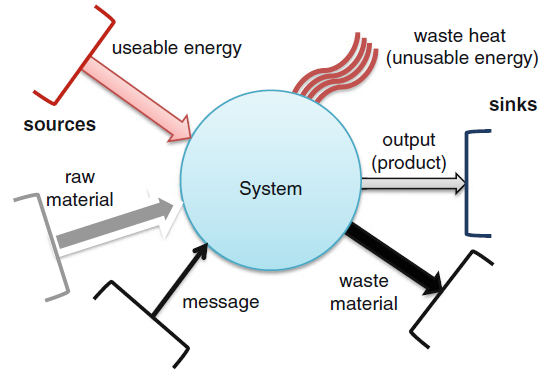 useable energy
waste heat
(unusable energy)
sources
sinks
output
(product)
raw
material
System
message
waste
material